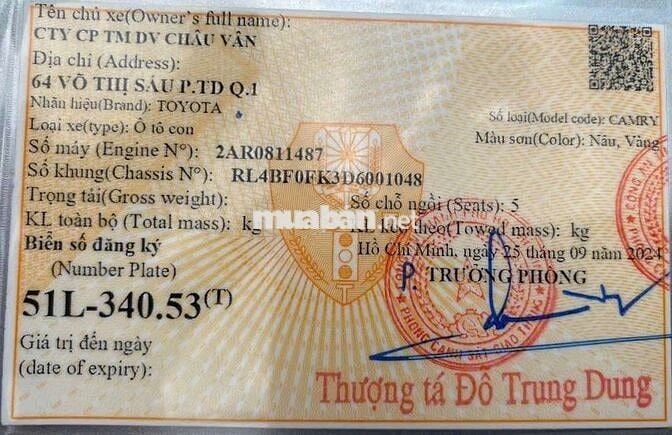 Tên chủ xe(Owner's full name):
CTY CP TM DV CHÂU VÂN
Địa chỉ (Address):
64 VÕ THỊ SÁU P.TD Q.1
Nhãn hiệu(Brand): TOYOTA
Số loại(Model code): CAMRY
Loại xe(type): Ô tô con
Màu sơn(Color): Nâu, Vàng
Số máy (Engine N°): 2AR0811487
Số khung(Chassis N°): RL4BF0FK3D6001048
Trọng tải(Gross weight):
Số chỗ ngồi (Seats): 5
KL toàn bộ (Total mass): kg
KL kéo theo(Towed mass): kg
muaban.net
Biển số đăng ký
Hồ Chí Minh, ngày 25 tháng 09 năm 2024
(Number Plate)
P. TRƯỞNG PHÒNG
51L-340.53(T)
Giá trị đến ngày
(date of expiry):
PHÒNG CẢNH SÁT GIAO THÔNG
Thượng tá Đỗ Trung Dung